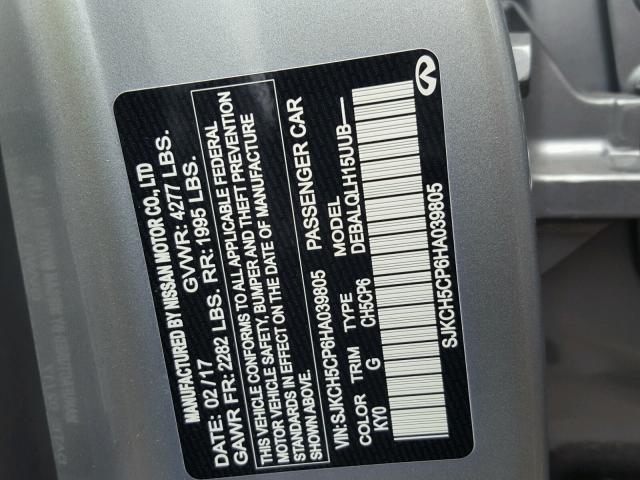 MANUFACTURED BY NISSAN MOTOR CO., LTD
DATE: 02/17 GVWR: 4277 LBS.
GAWR FR: 2282 LBS. RR: 1995 LBS.
THIS VEHICLE CONFORMS TO ALL APPLICABLE FEDERAL
MOTOR VEHICLE SAFETY, BUMPER AND THEFT PREVENTION
STANDARDS IN EFFECT ON THE DATE OF MANUFACTURE
SHOWN ABOVE.
VIN:SJKCH5CP6HA039805 PASSENGER CAR
COLOR TRIM TYPE MODEL
KY0 G CH5CP6 DEBALQLH15UUB----
SJKCH5CP6HA039805